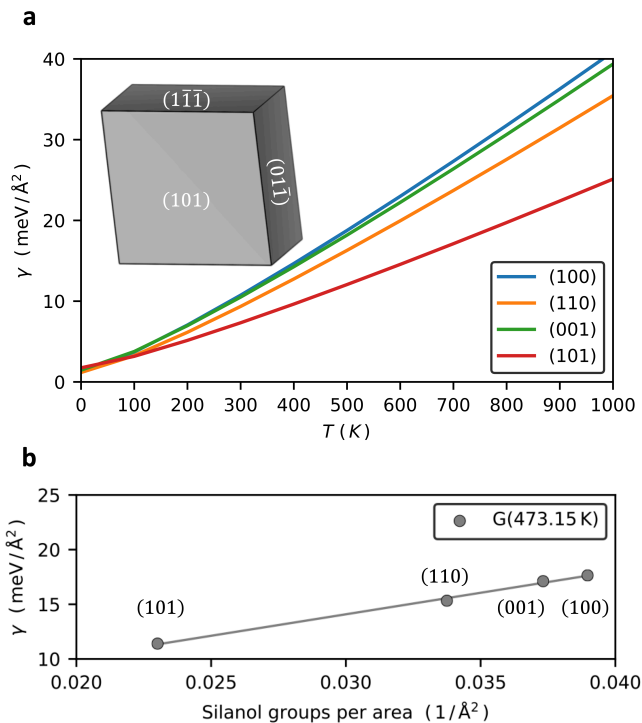 a
40
30
20
10
0
γ (meV/Å²)
(11̅1̅)
(101)
(011̅)
(100)
(110)
(001)
(101)
0 100 200 300 400 500 600 700 800 900 1000
T (K)
b
25
20
15
10
γ (meV/Å²)
G(473.15 K)
(101)
(110)
(001) (100)
0.020 0.025 0.030 0.035 0.040
Silanol groups per area (1/Å²)